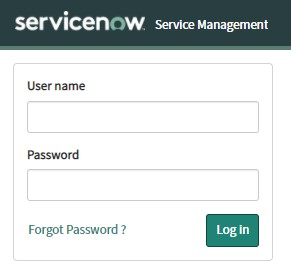 servicenow. Service Management
User name
Password
Forgot Password ?
Log in